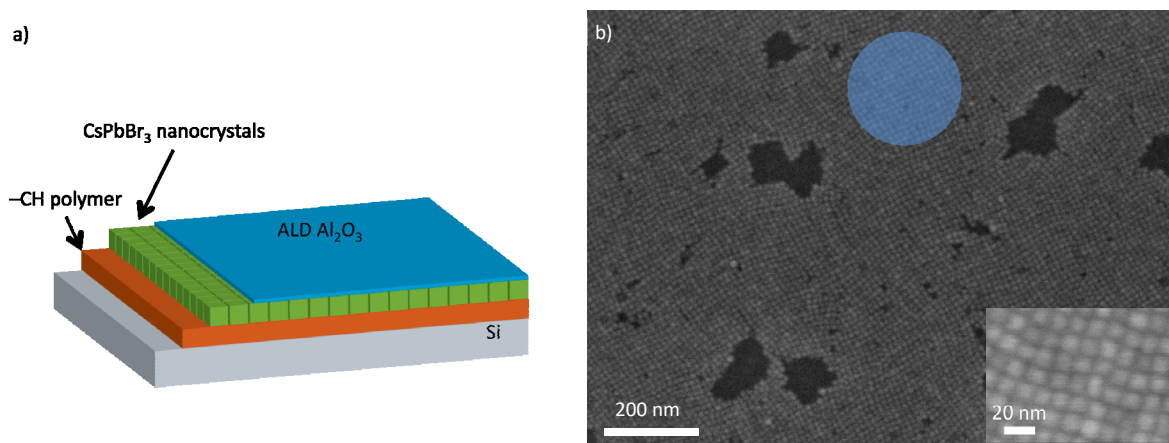 a)
CsPbBr₃ nanocrystals
–CH polymer
ALD Al₂O₃
Si
b)
200 nm
20 nm